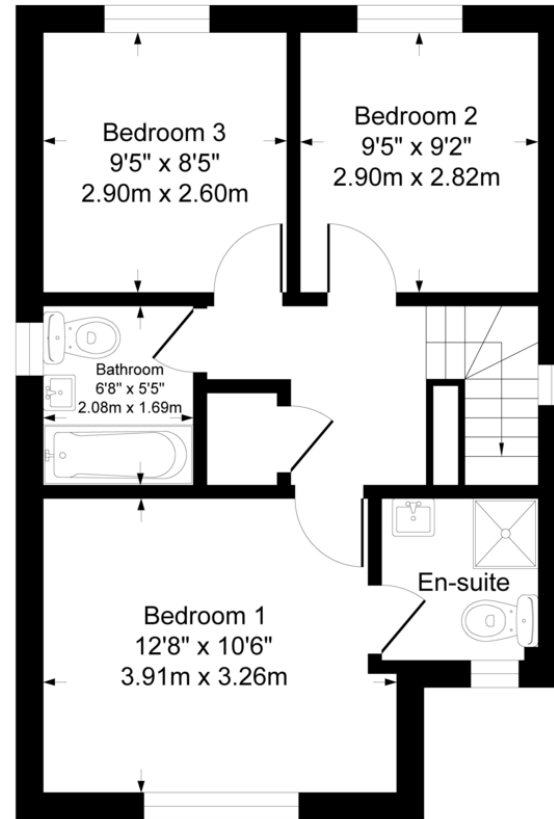 Bedroom 3
9'5" x 8'5"
2.90m x 2.60m
Bedroom 2
9'5" x 9'2"
2.90m x 2.82m
Bathroom
6'8" x 5'5"
2.08m x 1.69m
En-suite
Bedroom 1
12'8" x 10'6"
3.91m x 3.26m